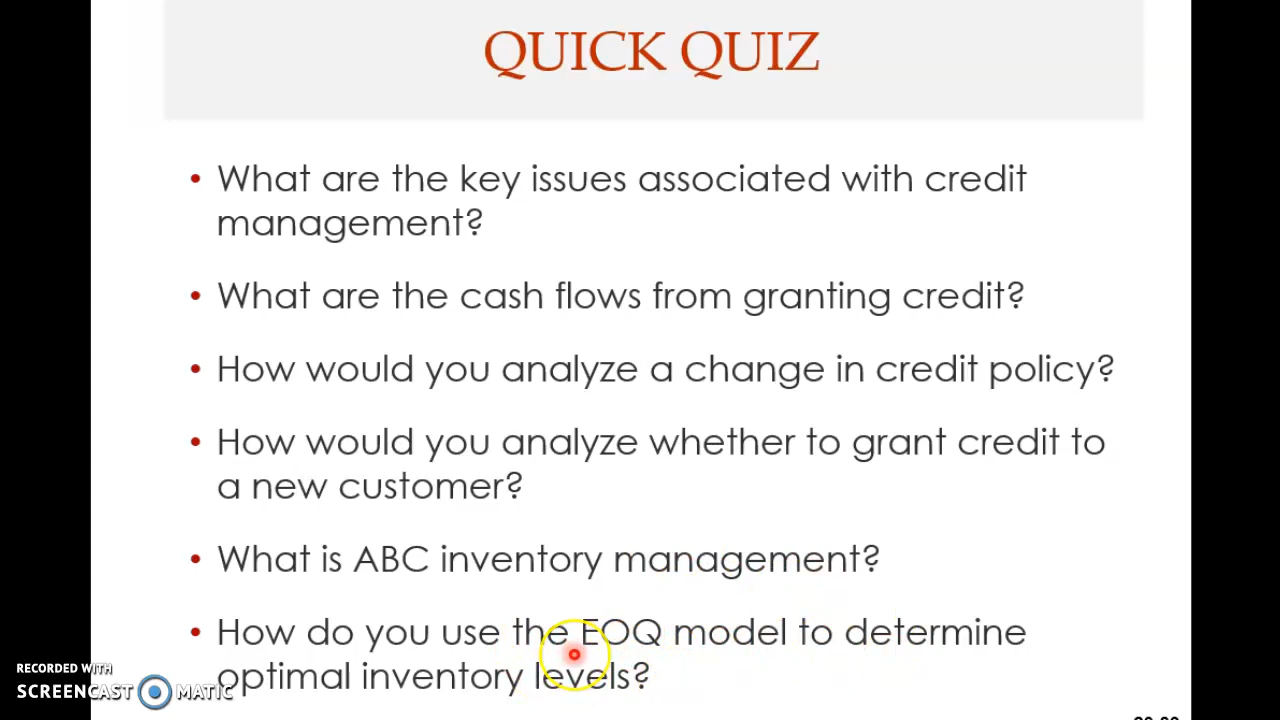 QUICK QUIZ
• What are the key issues associated with credit
management?
• What are the cash flows from granting credit?
• How would you analyze a change in credit policy?
• How would you analyze whether to grant credit to
a new customer?
• What is ABC inventory management?
• How do you use the EOQ model to determine
optimal inventory levels?
RECORDED WITH
SCREENCAST MATIC